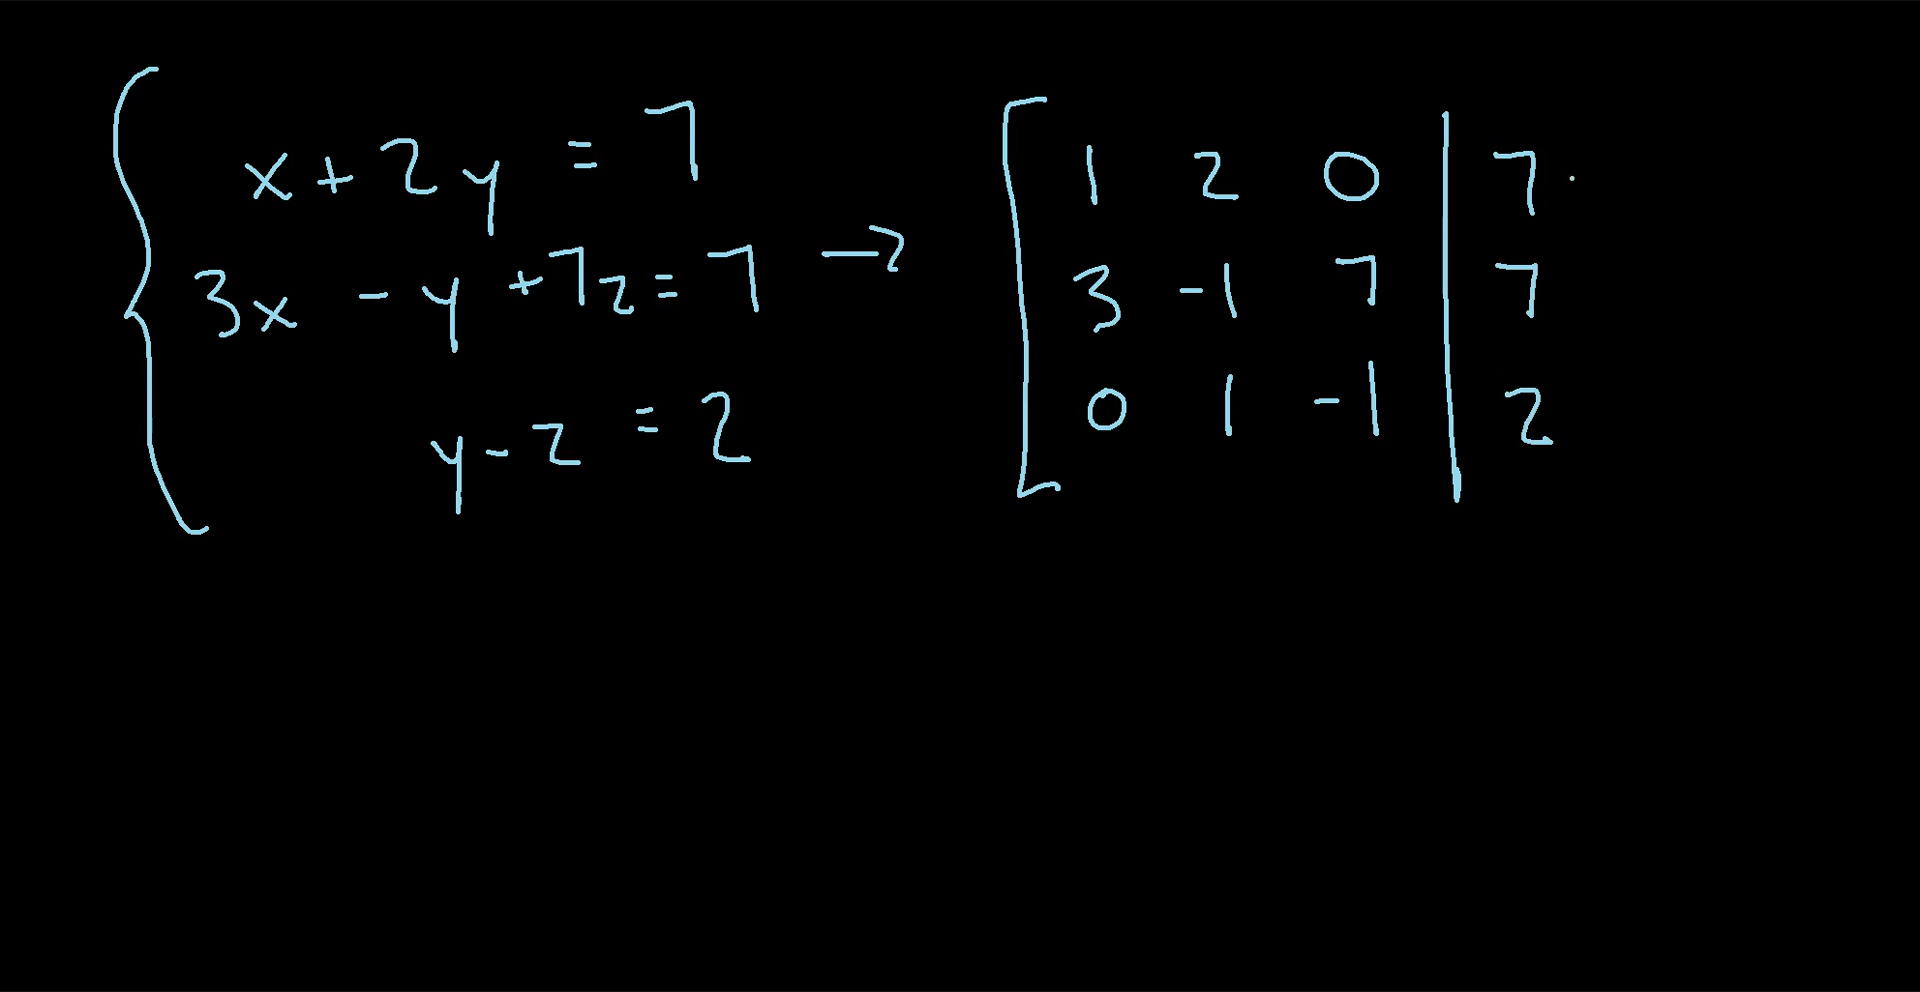 x + 2y = 7
3x - y + 7z = 7 →
y - z = 2
1 2 0 | 7
3 -1 7 | 7
0 1 -1 | 2